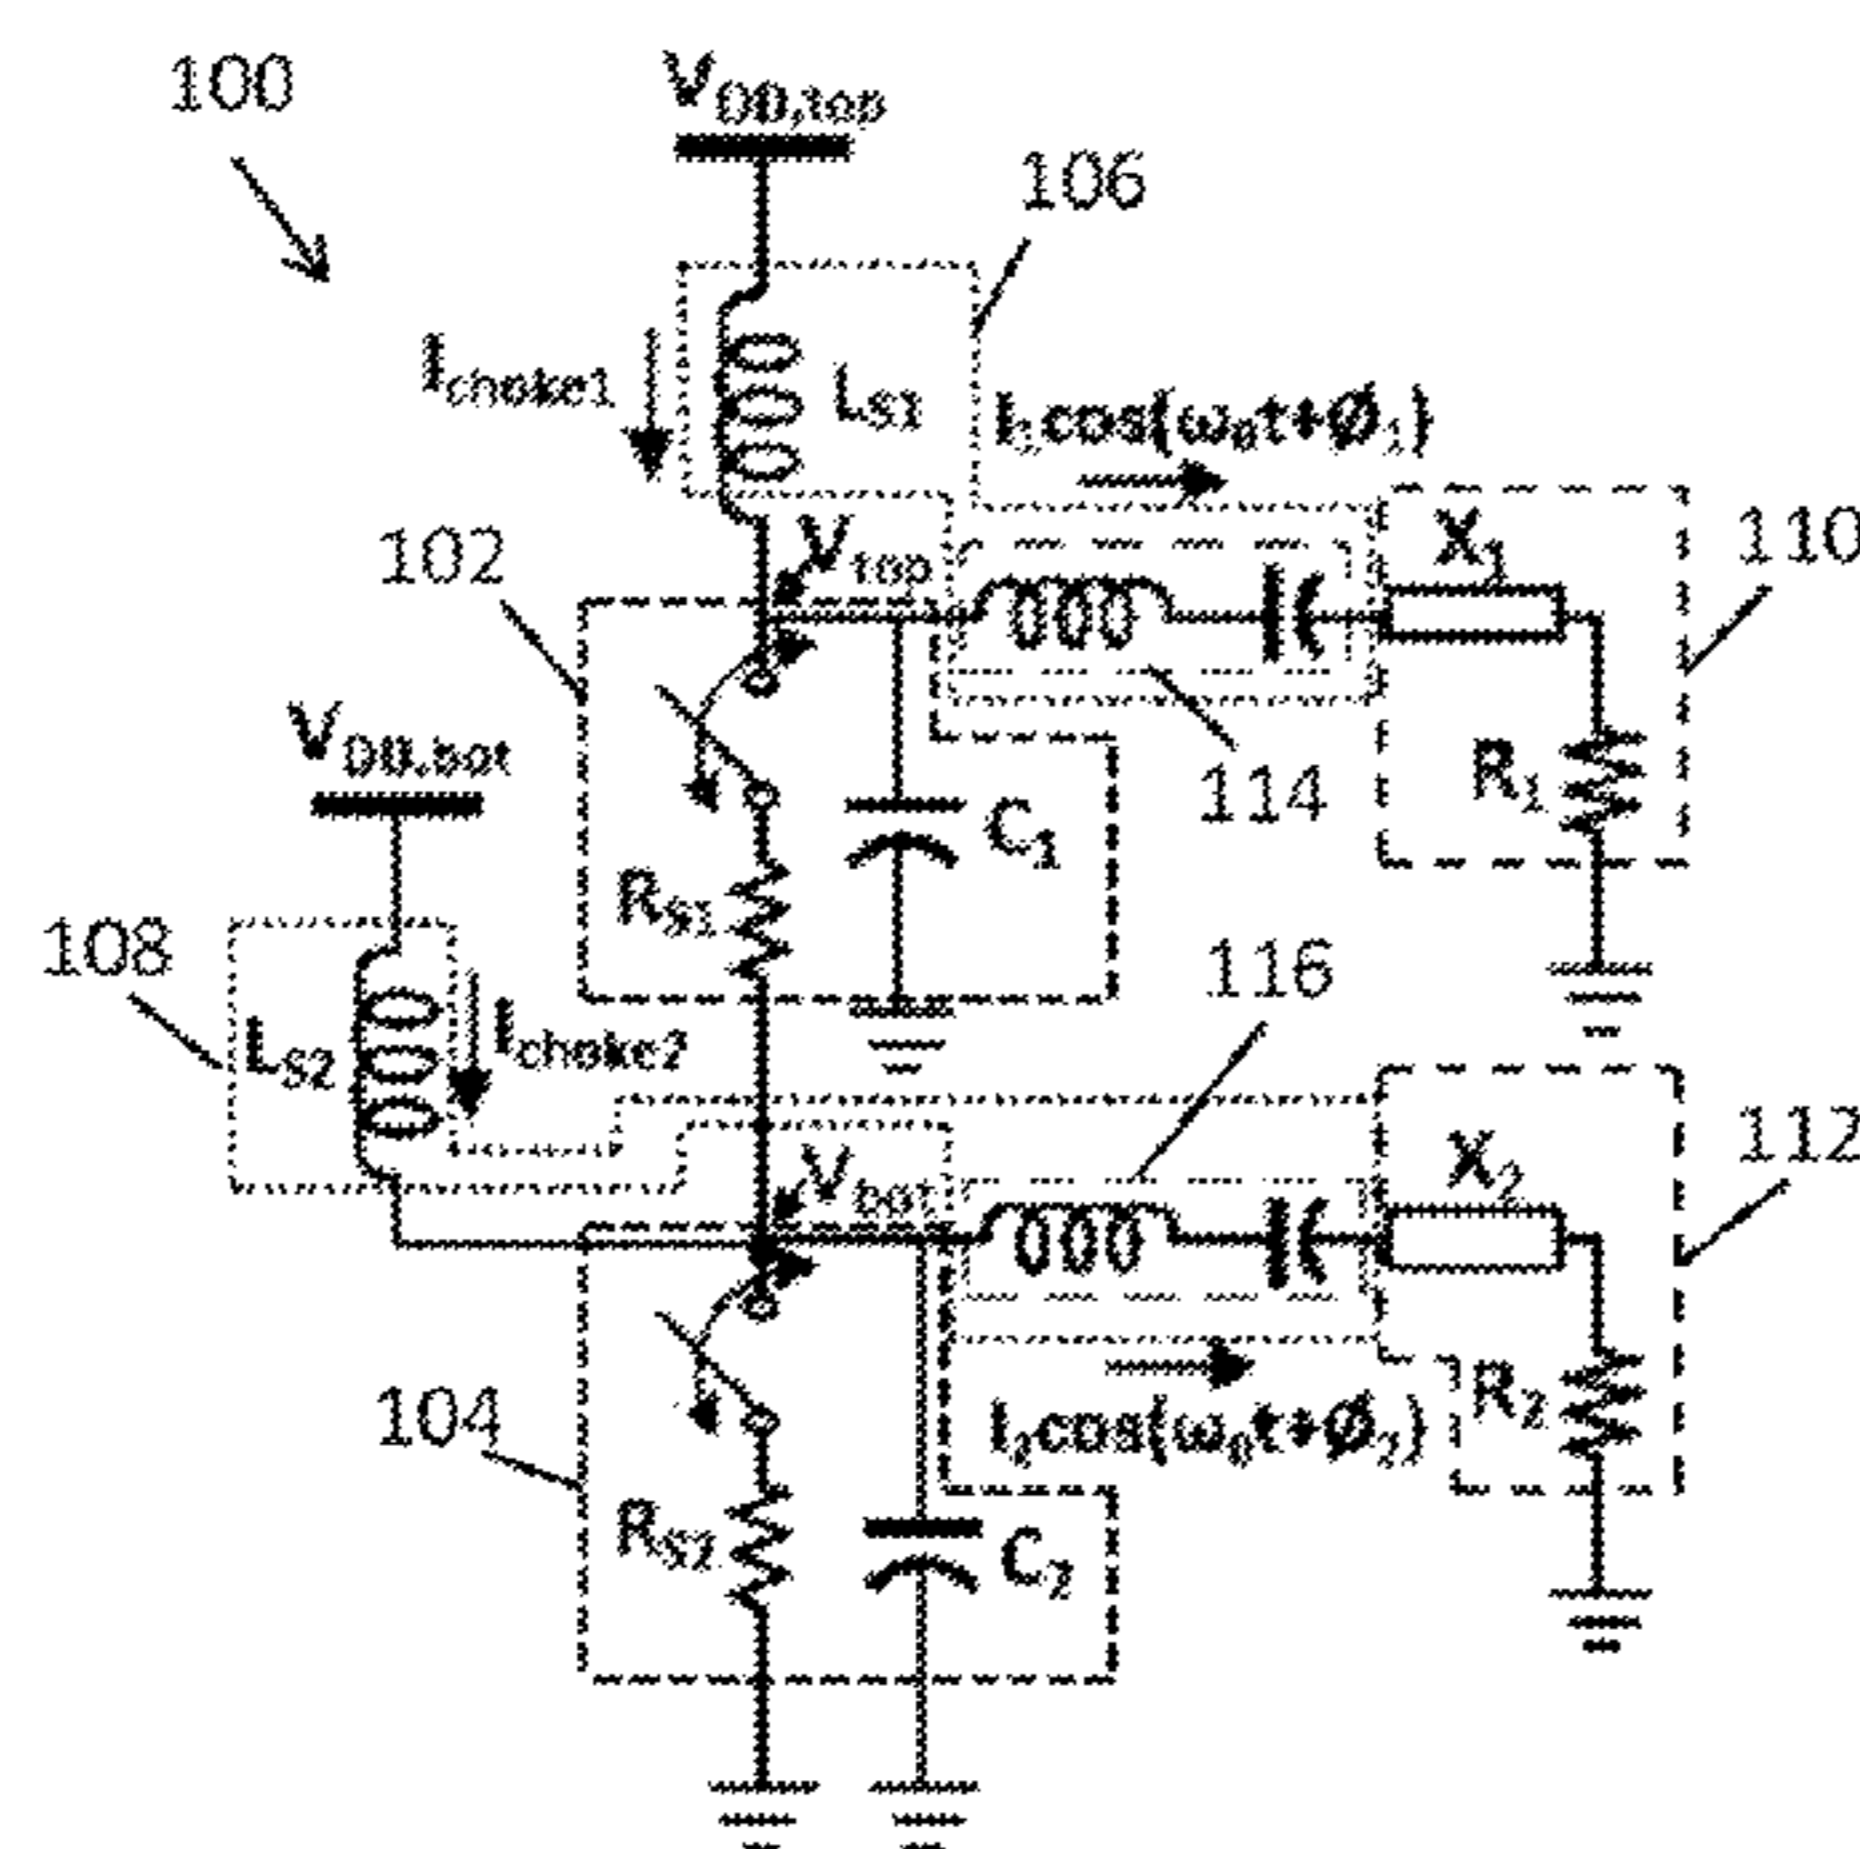 100
V_DD,top
106
I_choke1
L_S1
I_1cos(ω_0t+Ø_1)
102
V_top
X_1
110
V_DD,bot
R_1
114
C_1
R_S1
108
116
L_S2
I_choke2
112
V_bot
X_2
104
I_2cos(ω_0t+Ø_2)
R_2
R_S2
C_2